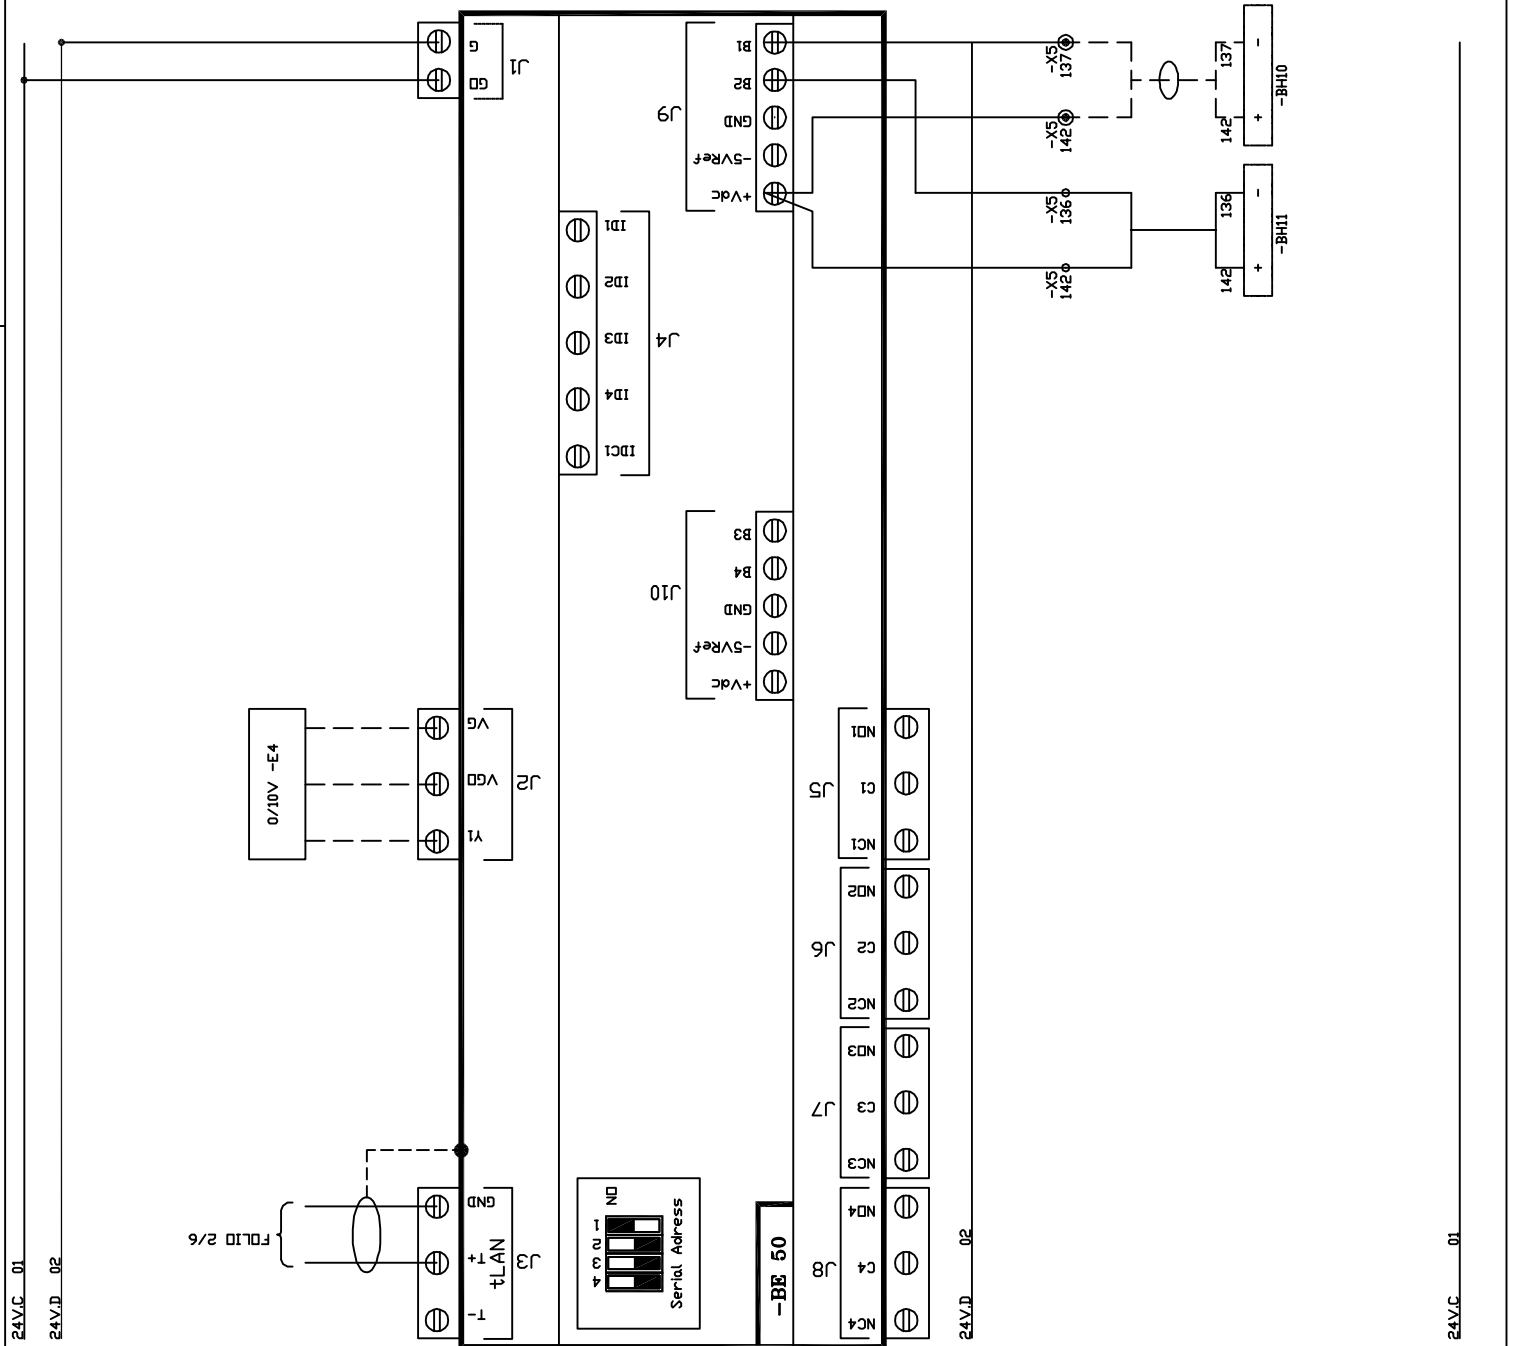 G
G0
J1
J9
B1
B2
GND
-5VRef
+Vdc
-X5
137
-X5
142
-X5
136
-X5
142
137
-
+
142
-BH10
136
-
+
142
-BH11
ID1
ID2
ID3
ID4
IDC1
J4
J10
B3
B4
GND
-5VRef
+Vdc
0/10V -E4
VG
VG0
Y1
J2
J5
NO1
C1
NC1
J6
NO2
C2
NC2
J7
NO3
C3
NC3
J8
NO4
C4
NC4
FOLIO 2/6
GND
T+
T-
tLAN
J3
ON
1
2
3
4
Serial Adress
-BE 50
24V.C 01
24V.D 02
24V.D 02
24V.C 01